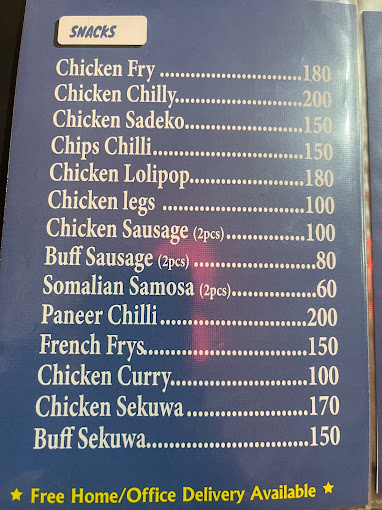 SNACKS
Chicken Fry ..............................180
Chicken Chilly...........................200
Chicken Sadeko.........................150
Chips Chilli...............................150
Chicken Lolipop.......................180
Chicken legs .............................100
Chicken Sausage (2pcs).................100
Buff Sausage (2pcs) ........................80
Somalian Samosa (2pcs).................60
Paneer Chilli .............................200
French Frys................................150
Chicken Curry..........................100
Chicken Sekuwa .......................170
Buff Sekuwa..............................150
★ Free Home/Office Delivery Available ★